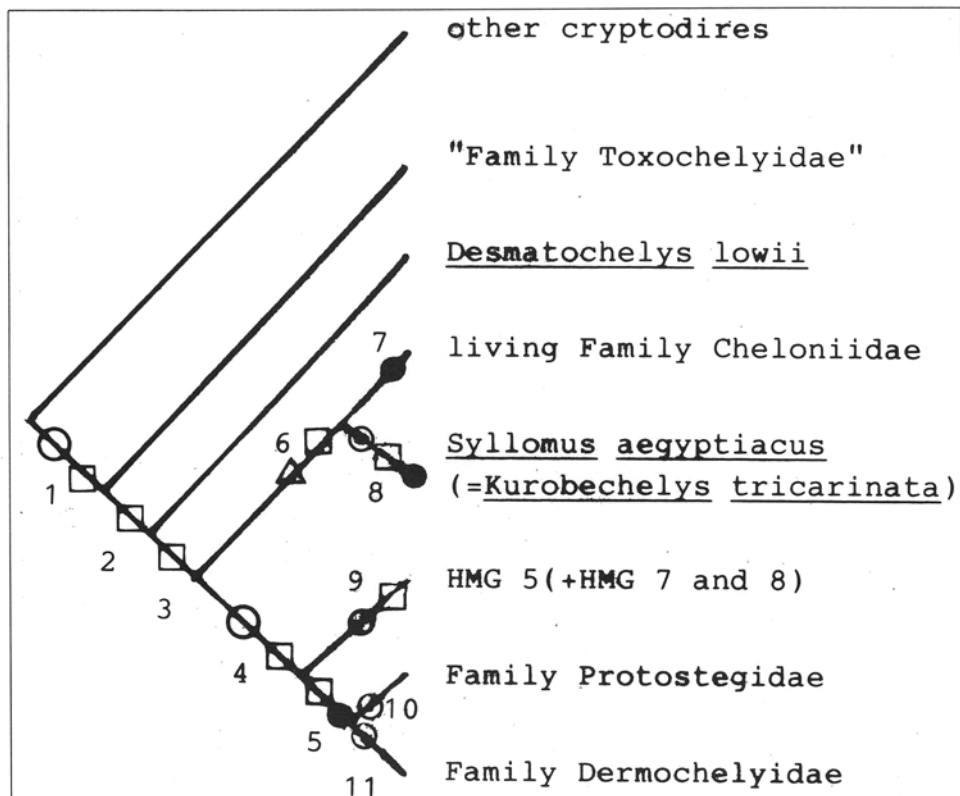 other cryptodires
"Family Toxochelyidae"
Desmatochelys lowii
7
living Family Cheloniidae
6
Syllomus aegyptiacus
1
8
(=Kurobechelys tricarinata)
2
9
HMG 5(+HMG 7 and 8)
3
4
Family Protostegidae
10
5
11
Family Dermochelyidae